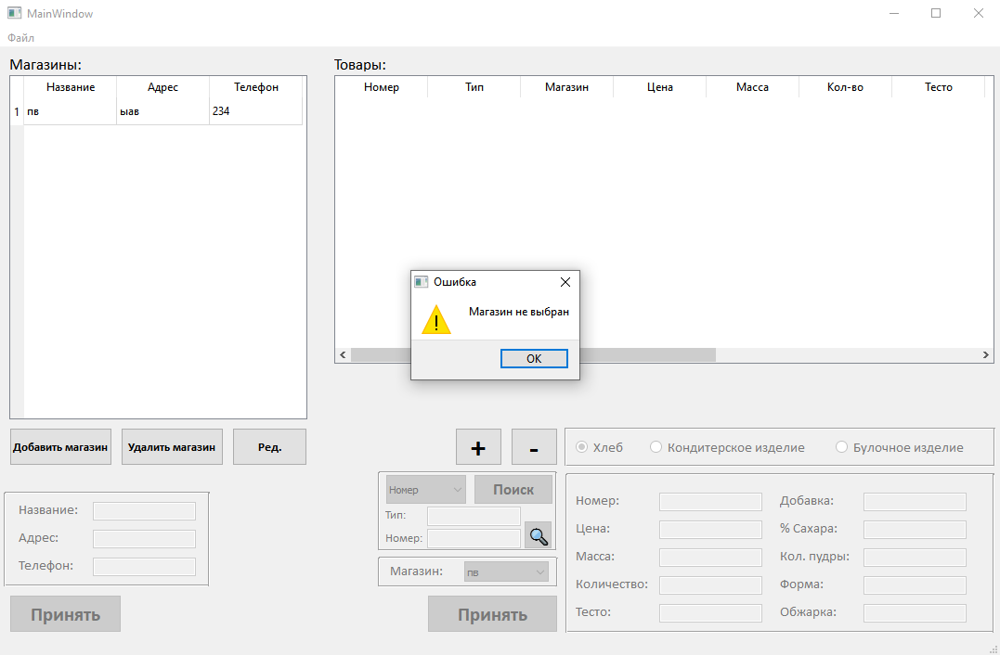 MainWindow
Файл
Магазины:
Название Адрес Телефон
1 пв ыав 234
Товары:
Номер Тип Магазин Цена Масса Кол-во Тесто
Ошибка
Магазин не выбран
OK
Добавить магазин Удалить магазин Ред.
+ -
Хлеб Кондитерское изделие Булочное изделие
Название:
Адрес:
Телефон:
Принять
Номер Поиск
Тип:
Номер:
Магазин: пв
Принять
Номер: Добавка:
Цена: % Сахара:
Масса: Кол. пудры:
Количество: Форма:
Тесто: Обжарка: